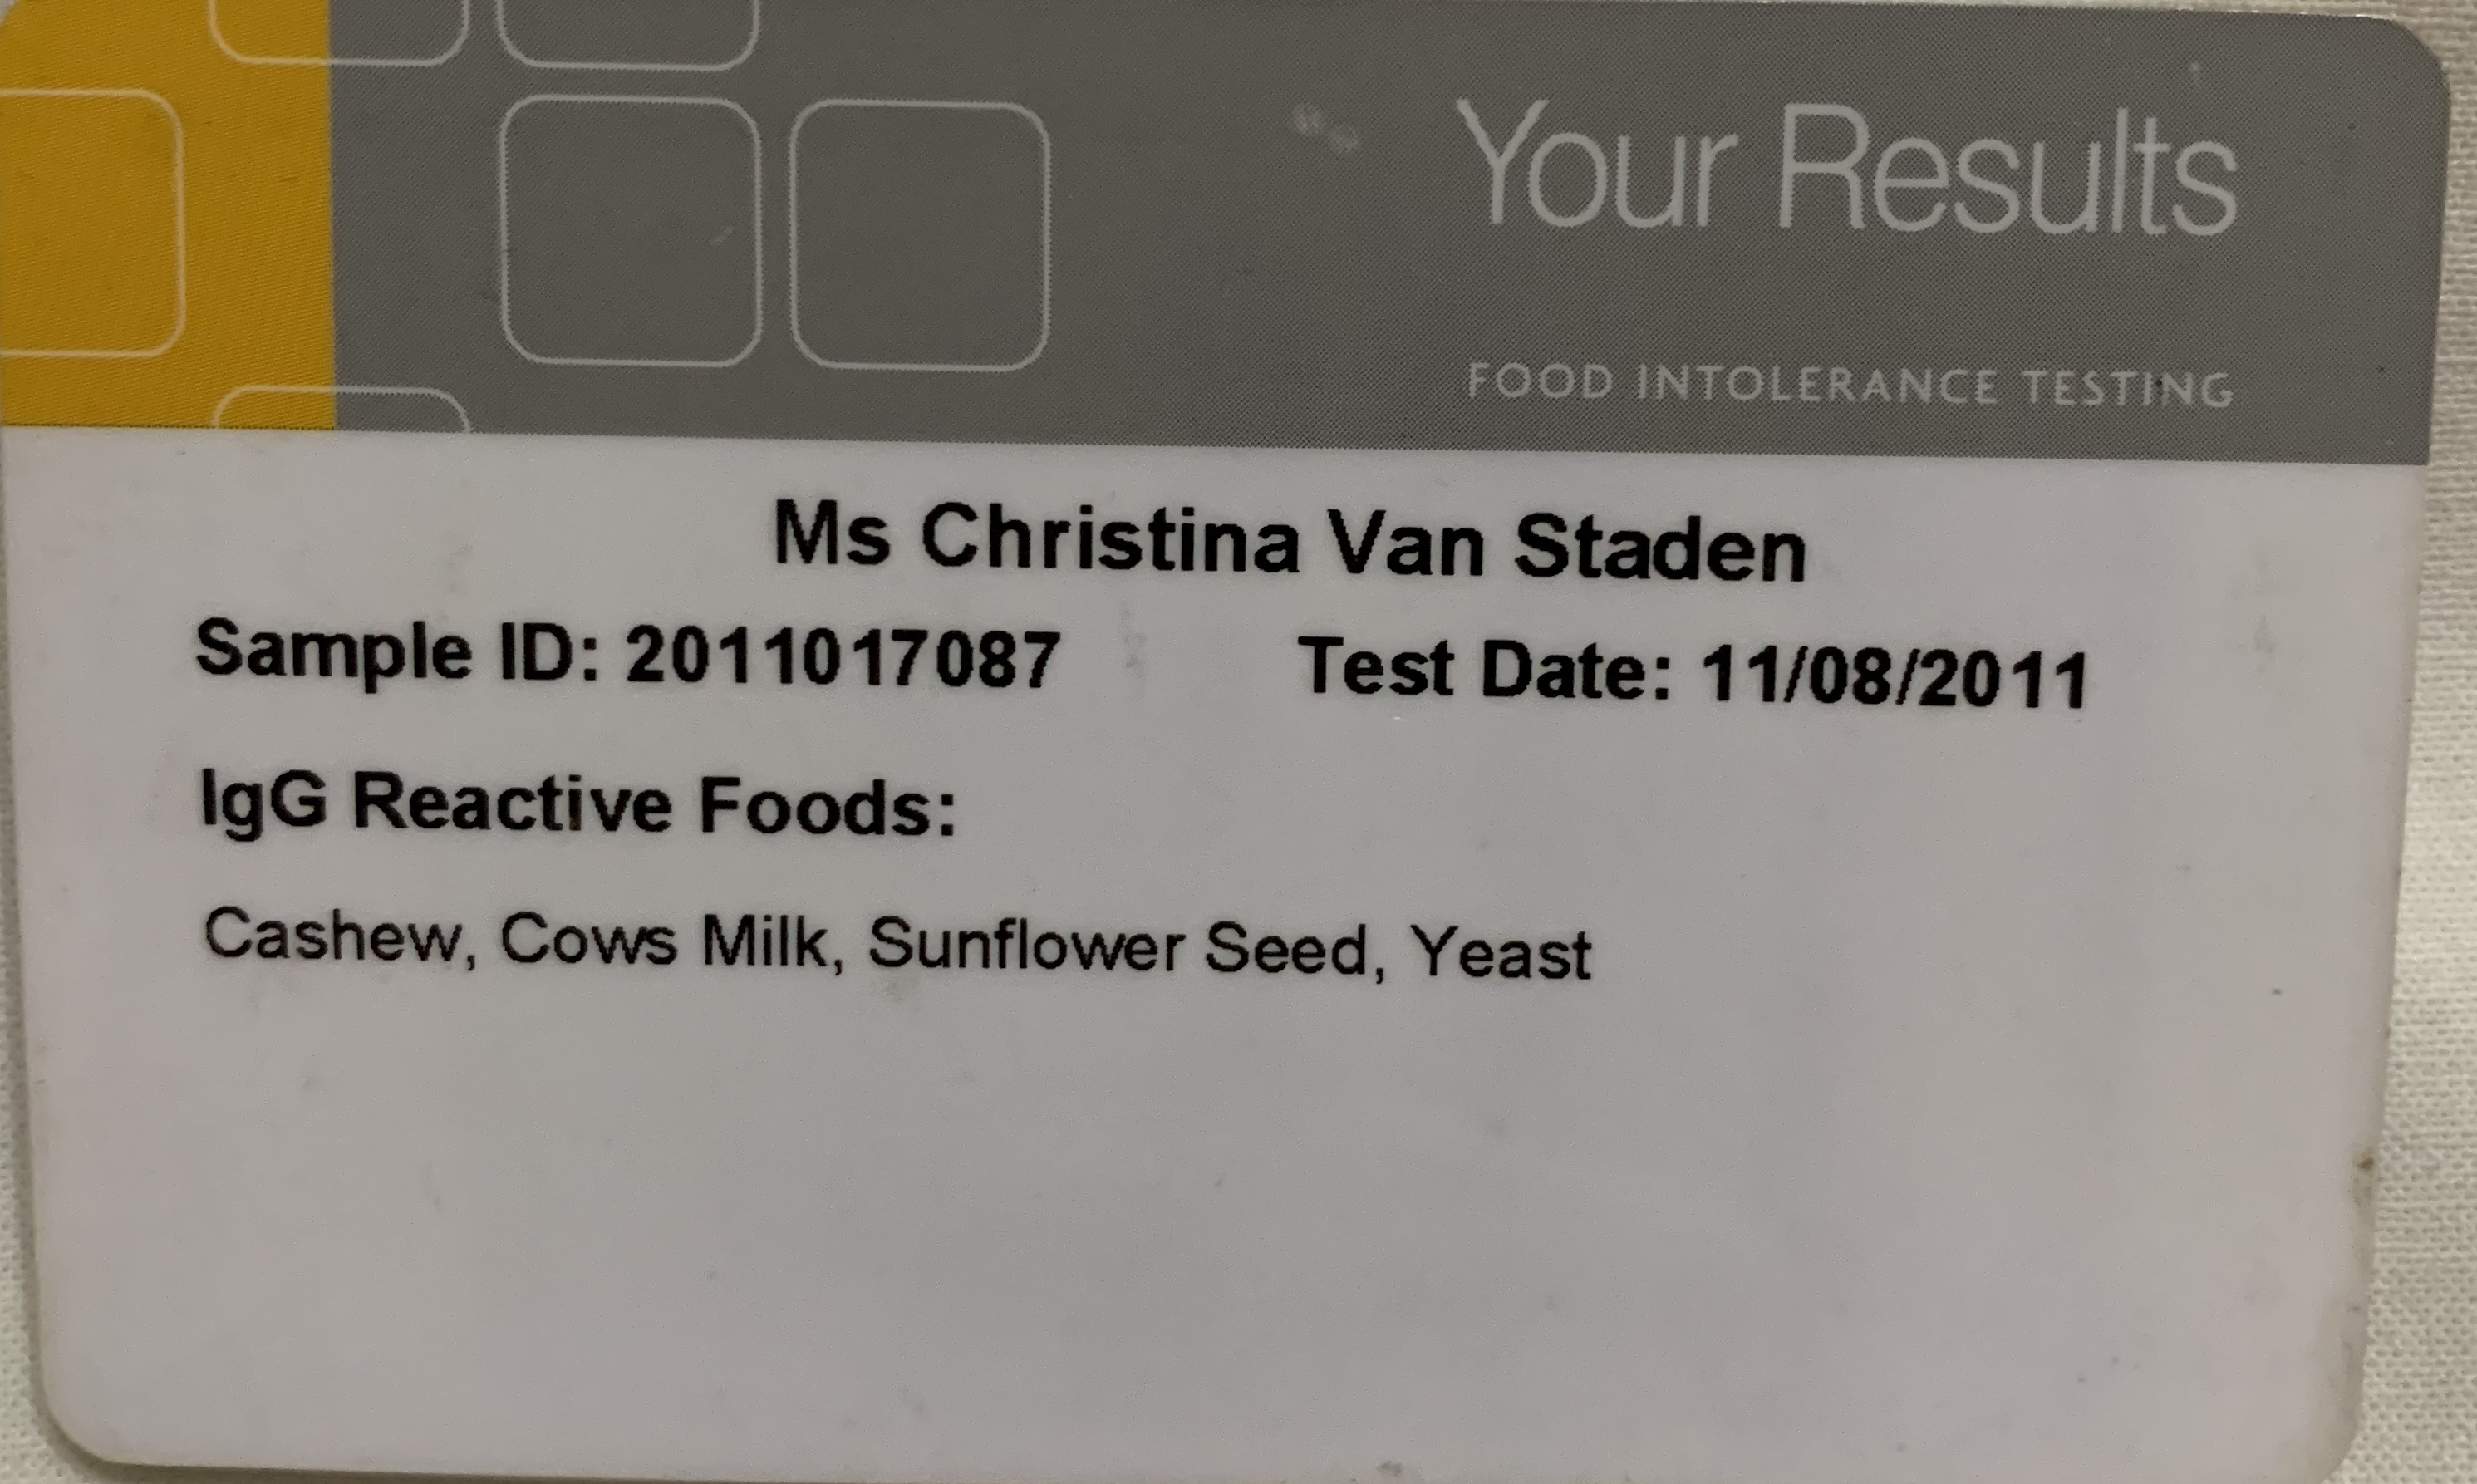 Your Results
FOOD INTOLERANCE TESTING
Ms Christina Van Staden
Sample ID: 2011017087 Test Date: 11/08/2011
IgG Reactive Foods:
Cashew, Cows Milk, Sunflower Seed, Yeast